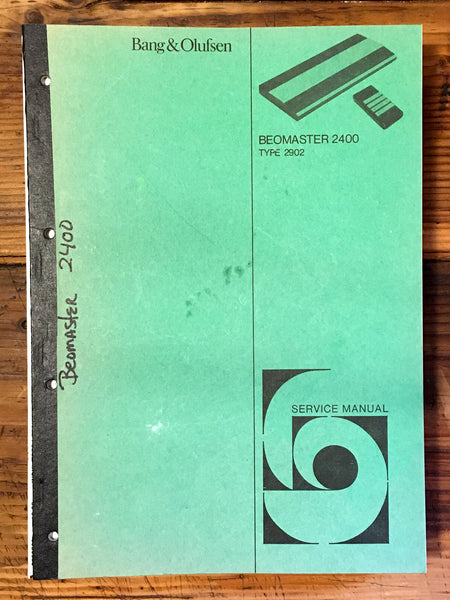 Bang & Olufsen
BEOMASTER 2400
TYPE 2902
BEOMASTER 2400
SERVICE MANUAL